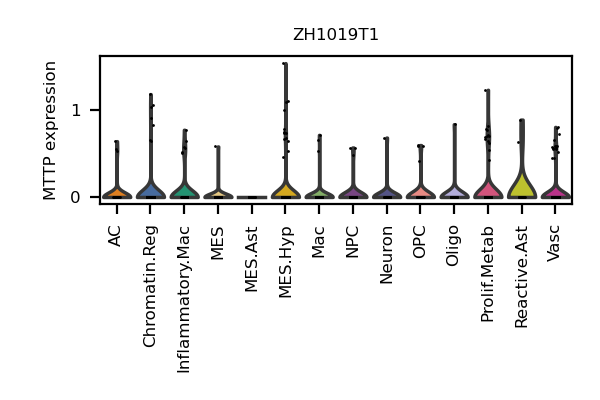 ZH1019T1
MTTP expression
1
0
AC
Chromatin.Reg
Inflammatory.Mac
MES
MES.Ast
MES.Hyp
Mac
NPC
Neuron
OPC
Oligo
Prolif.Metab
Reactive.Ast
Vasc